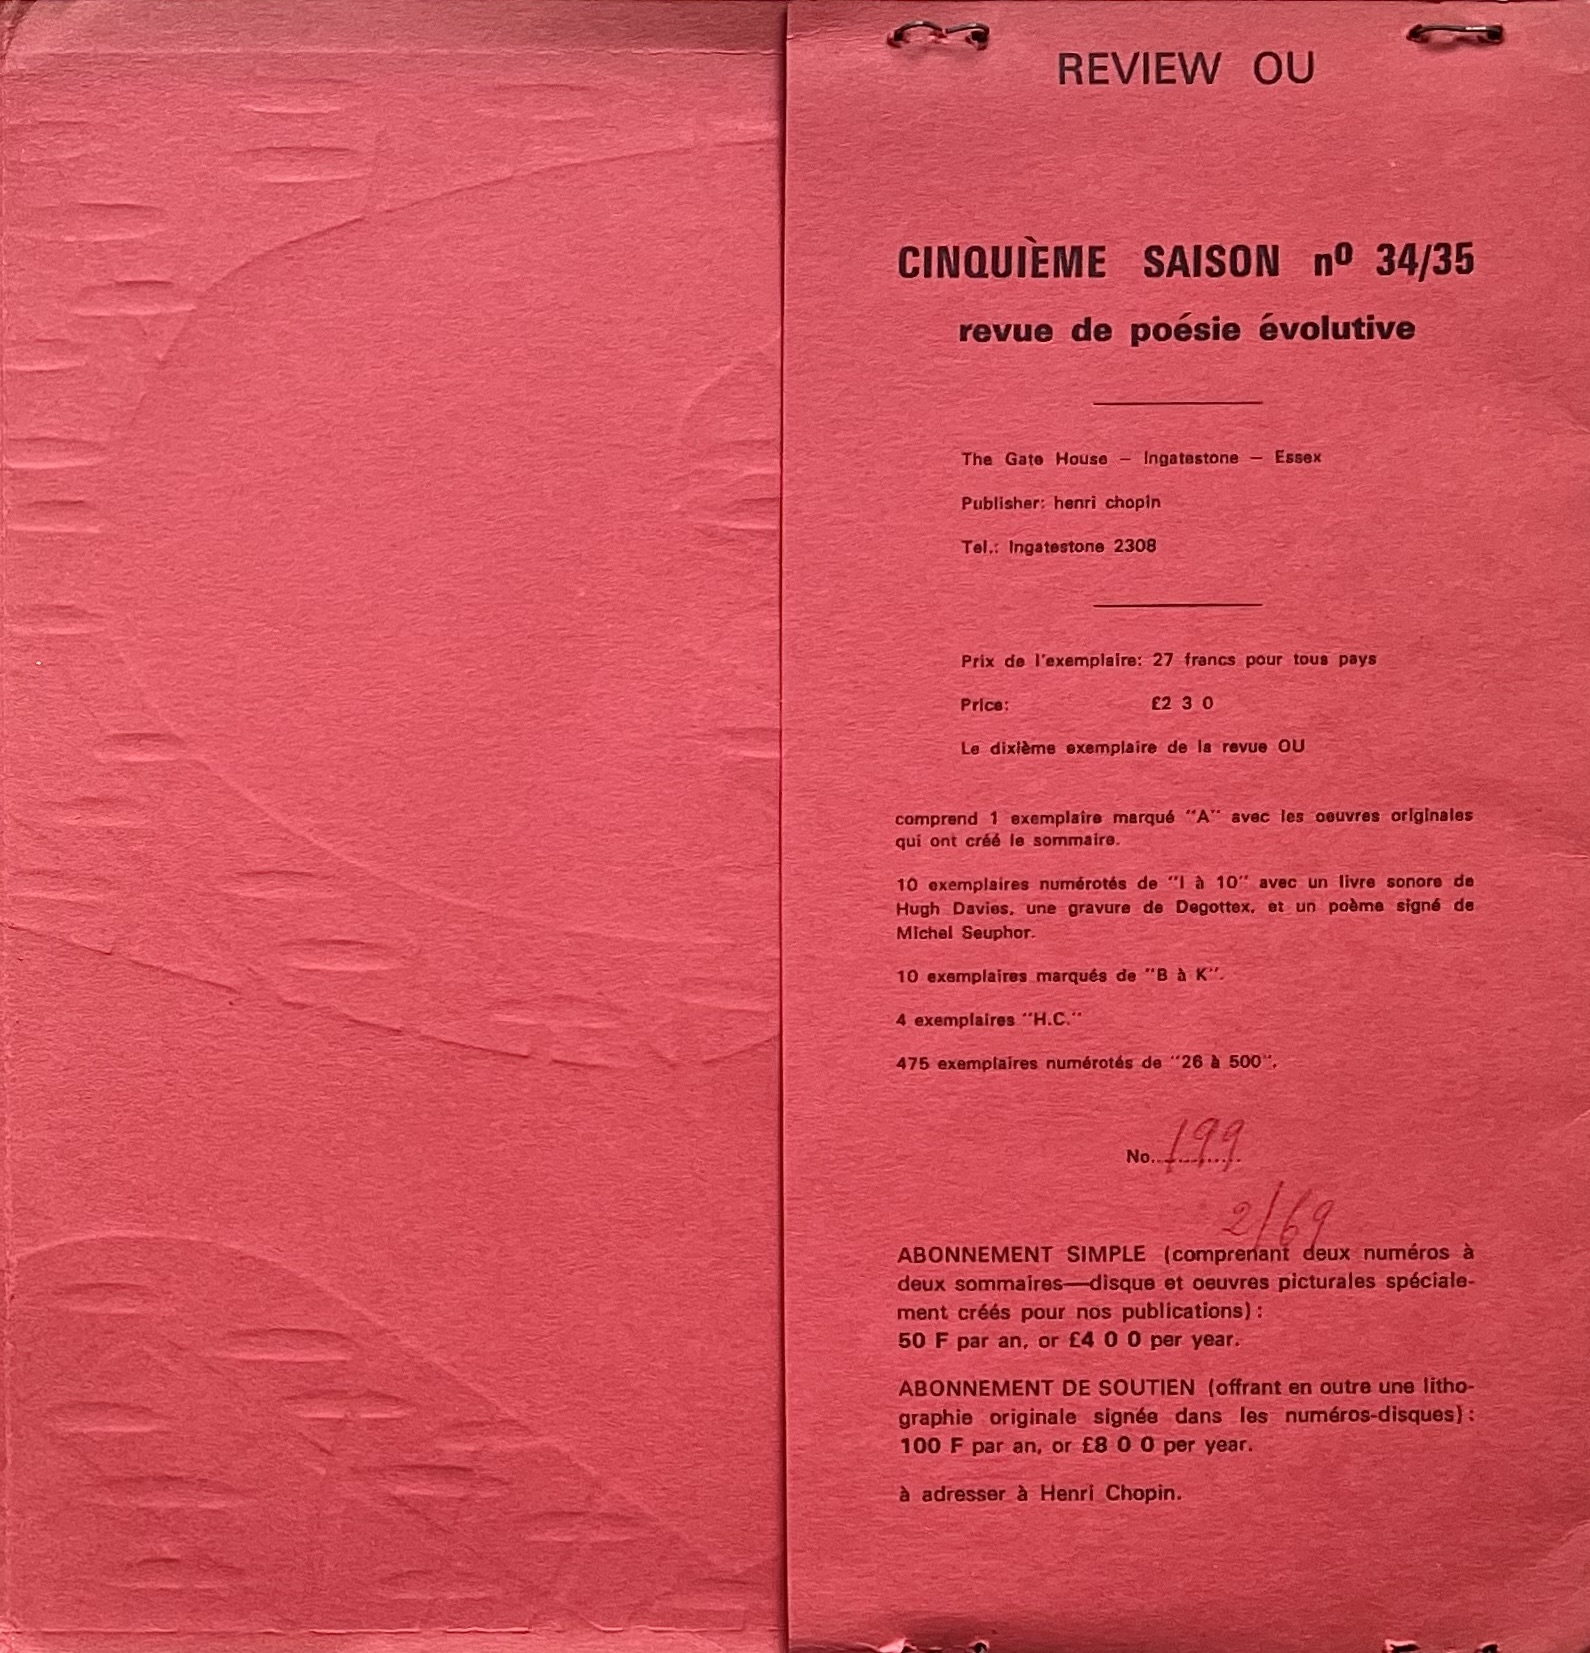 REVIEW OU
CINQUIÈME SAISON nº 34/35
revue de poésie évolutive
The Gate House – Ingatestone – Essex
Publisher: henri chopin
Tel.: Ingatestone 2308
Prix de l'exemplaire: 27 francs pour tous pays
Price: £2 3 0
Le dixième exemplaire de la revue OU
comprend 1 exemplaire marqué "A" avec les oeuvres originales
qui ont créé le sommaire.
10 exemplaires numérotés de "I à 10" avec un livre sonore de
Hugh Davies, une gravure de Degottex, et un poème signé de
Michel Seuphor.
10 exemplaires marqués de "B à K".
4 exemplaires "H.C."
475 exemplaires numérotés de "26 à 500".
No. 199
2/69
ABONNEMENT SIMPLE (comprenant deux numéros à
deux sommaires—disque et oeuvres picturales spéciale-
ment créés pour nos publications):
50 F par an, or £4 0 0 per year.
ABONNEMENT DE SOUTIEN (offrant en outre une litho-
graphie originale signée dans les numéros-disques):
100 F par an, or £8 0 0 per year.
à adresser à Henri Chopin.